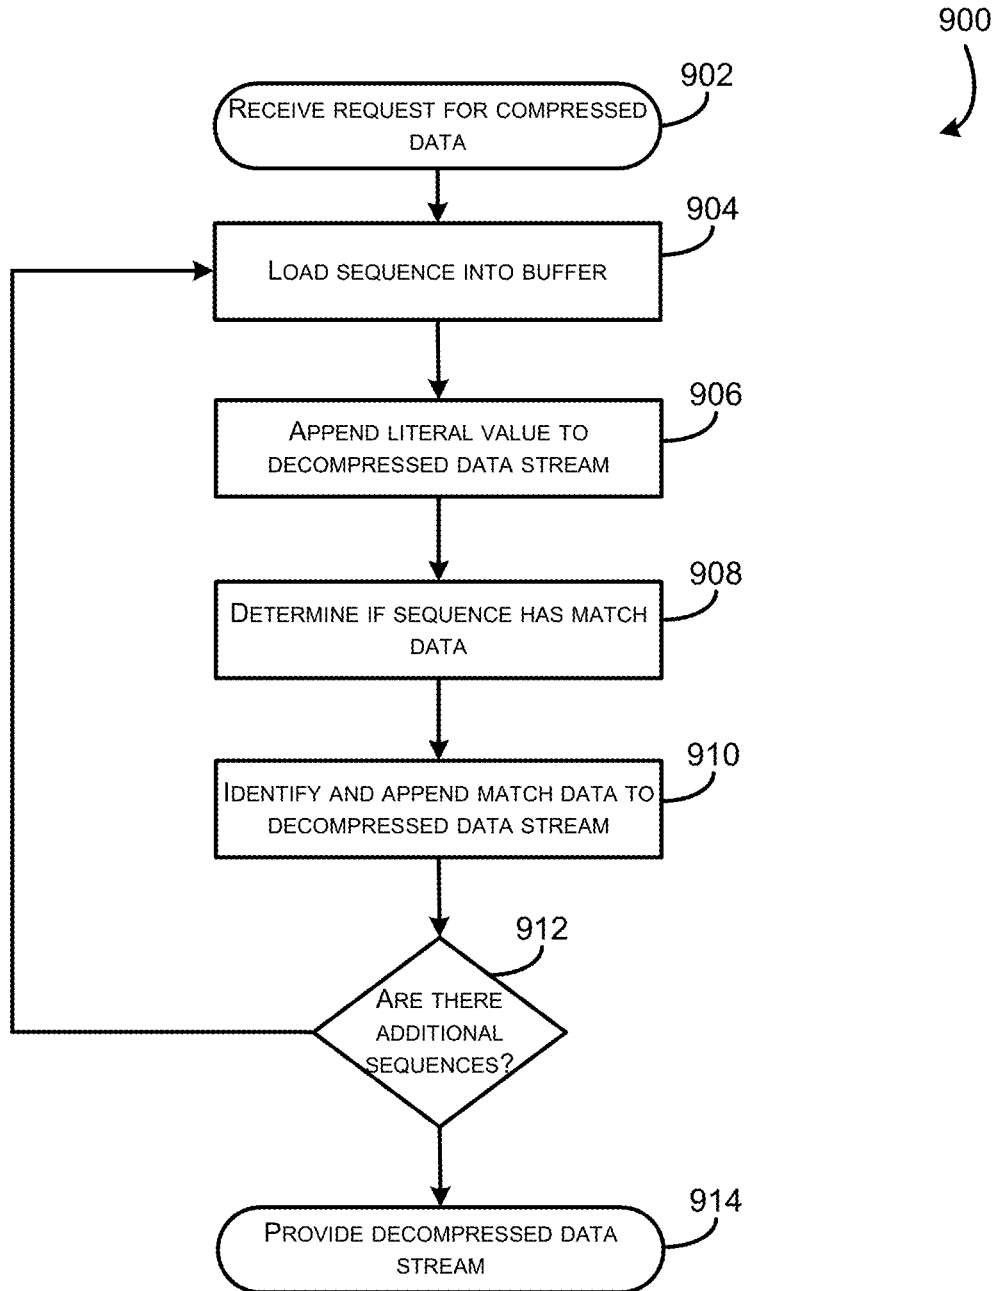 900
902
RECEIVE REQUEST FOR COMPRESSED
DATA
904
LOAD SEQUENCE INTO BUFFER
906
APPEND LITERAL VALUE TO
DECOMPRESSED DATA STREAM
908
DETERMINE IF SEQUENCE HAS MATCH
DATA
910
IDENTIFY AND APPEND MATCH DATA TO
DECOMPRESSED DATA STREAM
912
ARE THERE
ADDITIONAL
SEQUENCES?
914
PROVIDE DECOMPRESSED DATA
STREAM